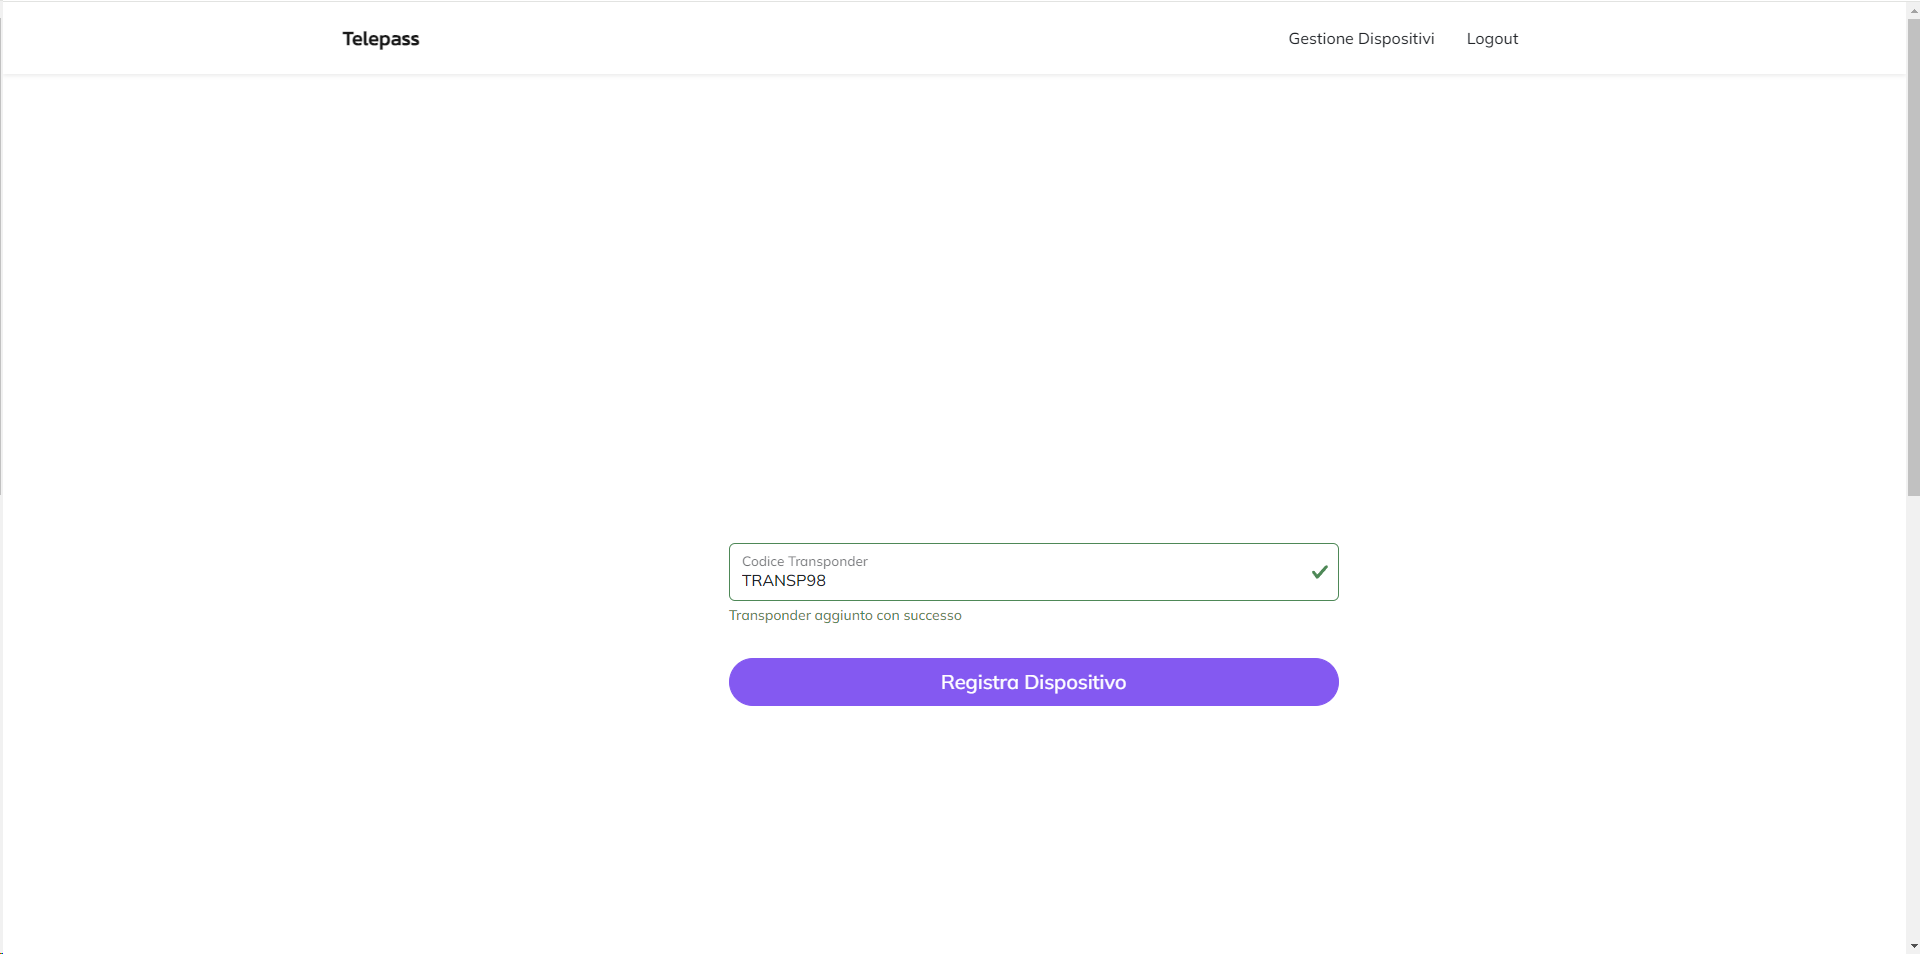 Telepass
Gestione Dispositivi
Logout
Codice Transponder
TRANSP98
Transponder aggiunto con successo
Registra Dispositivo